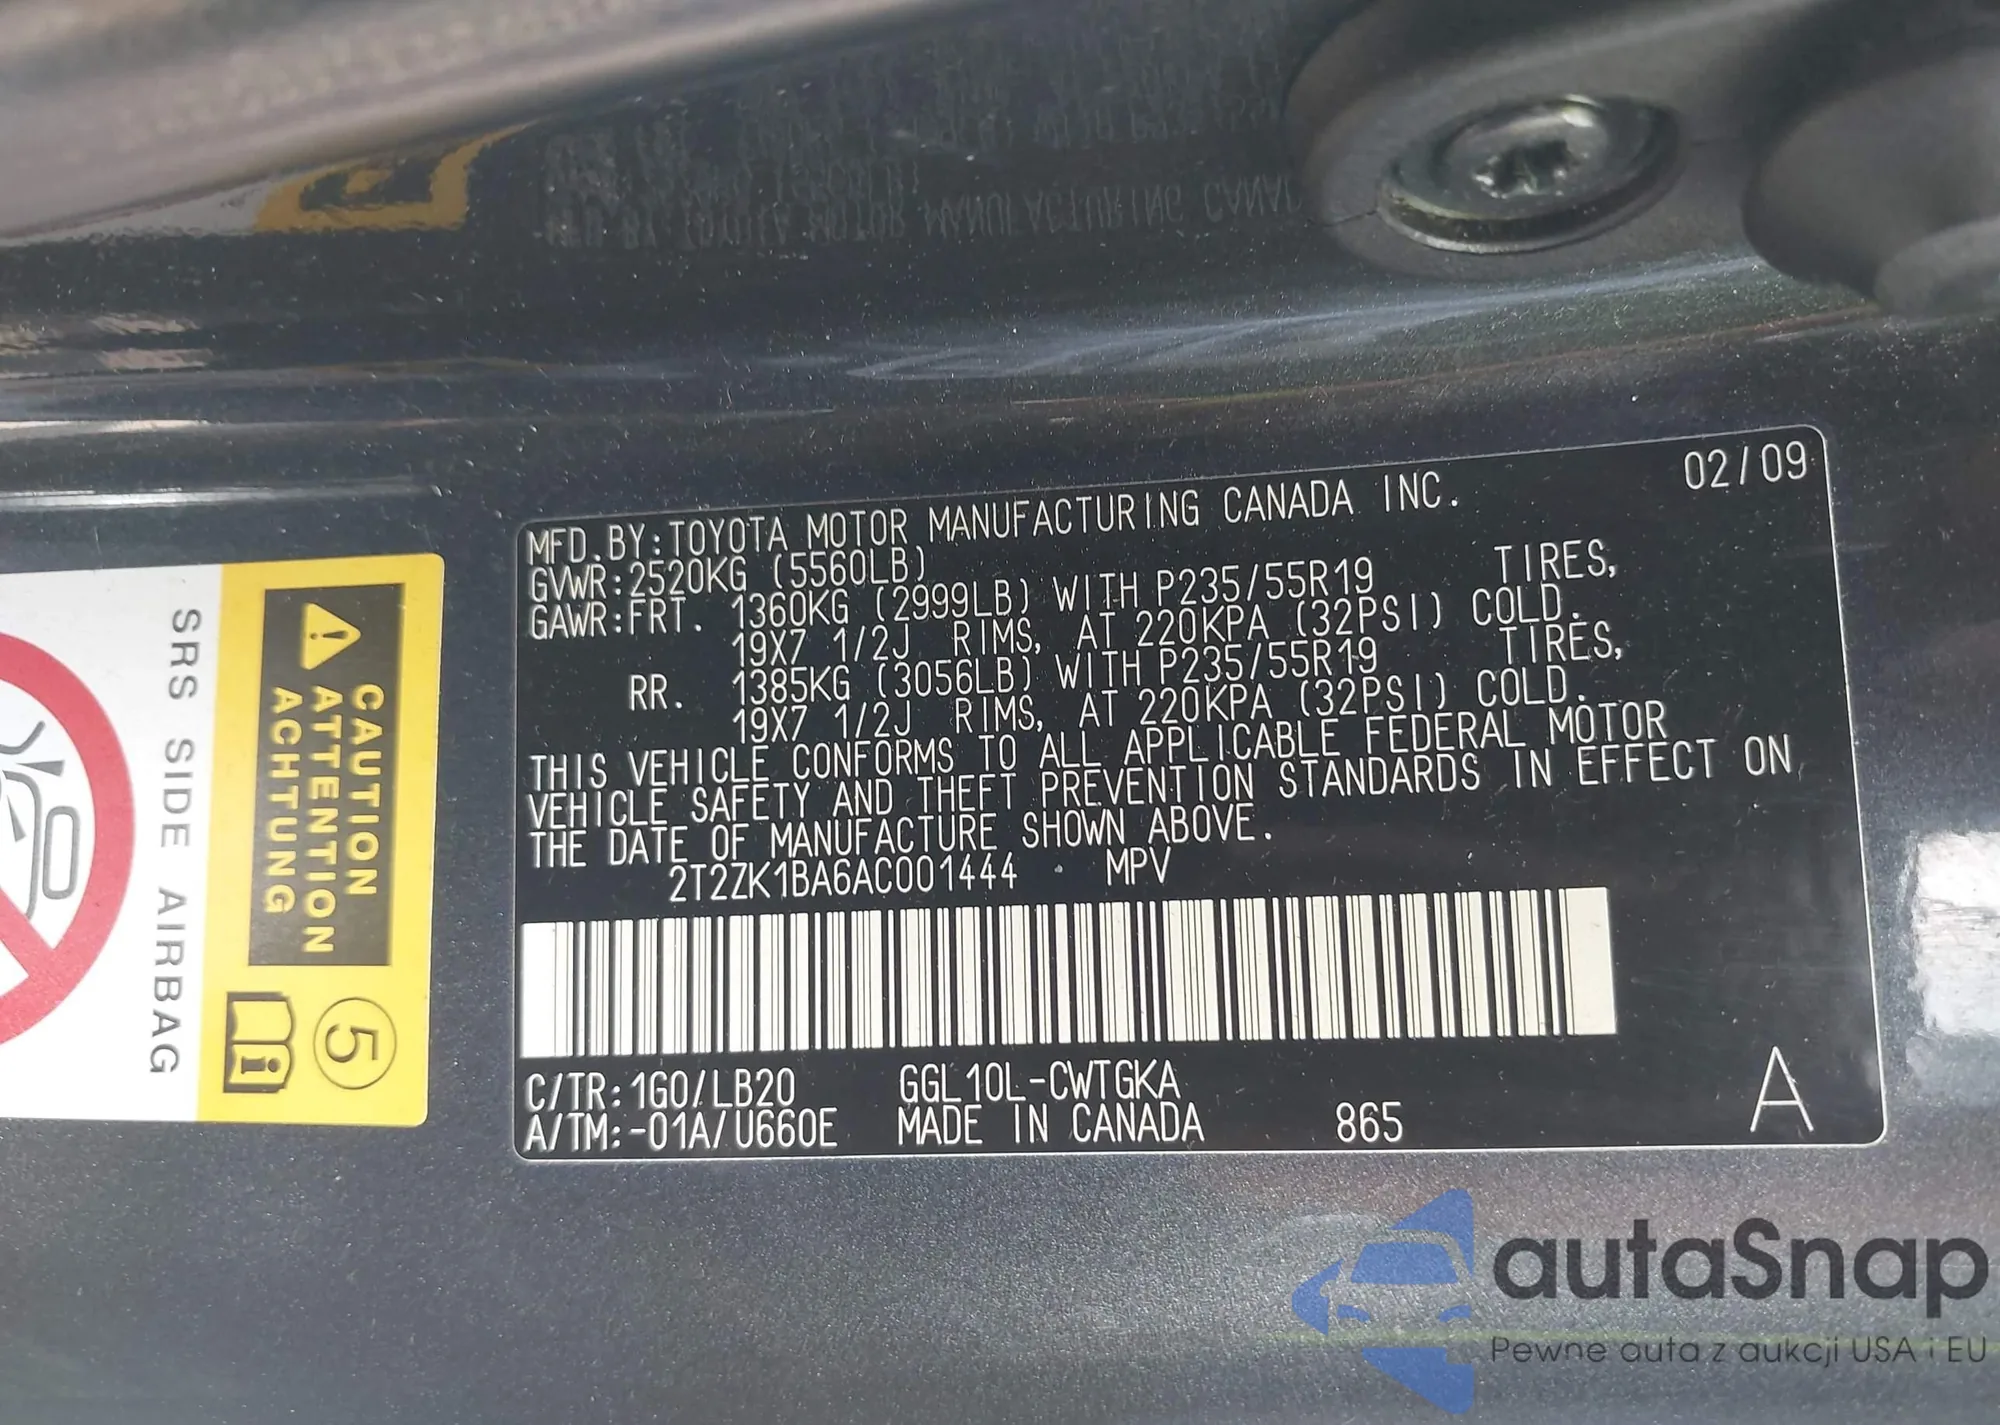 MFD.BY:TOYOTA MOTOR MANUFACTURING CANADA INC. 02/09
GVWR:2520KG (5560LB)
GAWR:FRT. 1360KG (2999LB) WITH P235/55R19 TIRES,
19X7 1/2J RIMS, AT 220KPA (32PSI) COLD.
RR. 1385KG (3056LB) WITH P235/55R19 TIRES,
19X7 1/2J RIMS, AT 220KPA (32PSI) COLD.
THIS VEHICLE CONFORMS TO ALL APPLICABLE FEDERAL MOTOR
VEHICLE SAFETY AND THEFT PREVENTION STANDARDS IN EFFECT ON
THE DATE OF MANUFACTURE SHOWN ABOVE.
2T2ZK1BA6AC001444 MPV
C/TR:1G0/LB20 GGL10L-CWTGKA
A/TM:-01A/U660E MADE IN CANADA 865 A
CAUTION
ATTENTION
ACHTUNG
5
SRS SIDE AIRBAG
autaSnap
Pewne auta z aukcji USA i EU